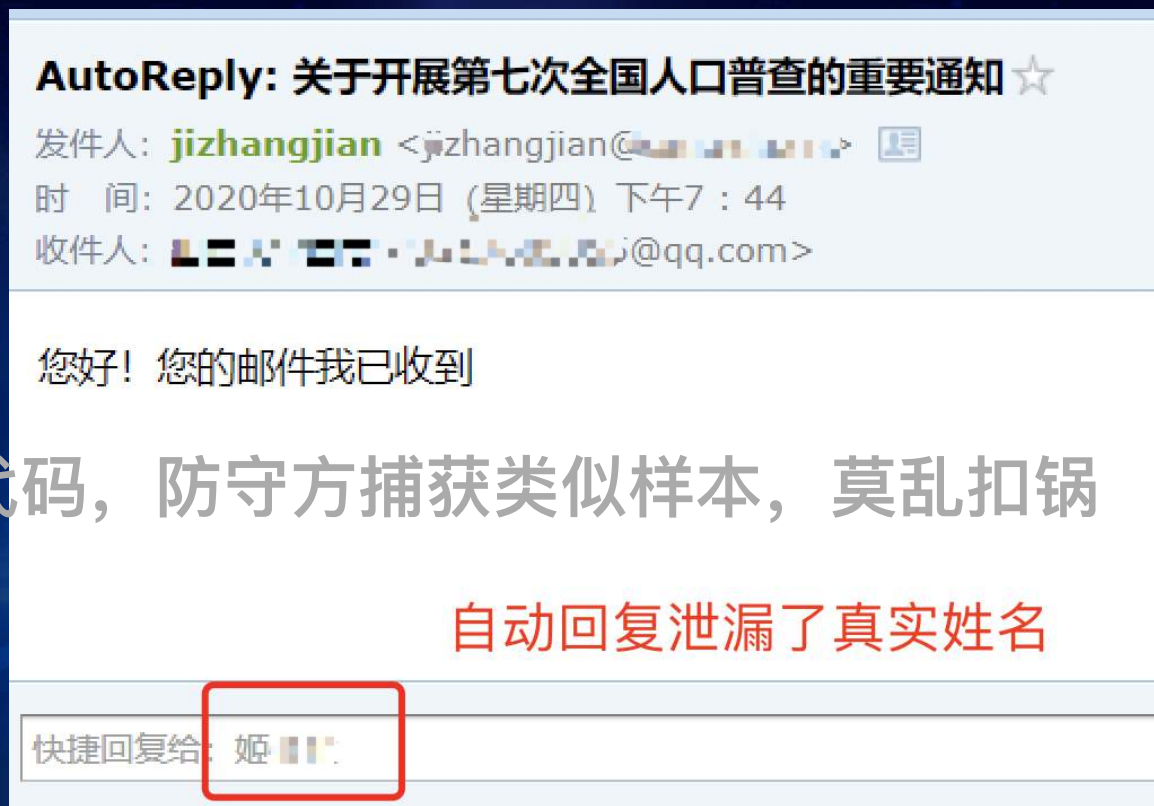 AutoReply: 关于开展第七次全国人口普查的重要通知
发件人: jizhangjian <jizhangjian@
时 间: 2020年10月29日 (星期四) 下午7:44
收件人: @qq.com>
您好! 您的邮件我已收到
码，防守方捕获类似样本，莫乱扣锅
自动回复泄漏了真实姓名
快捷回复给: 姬